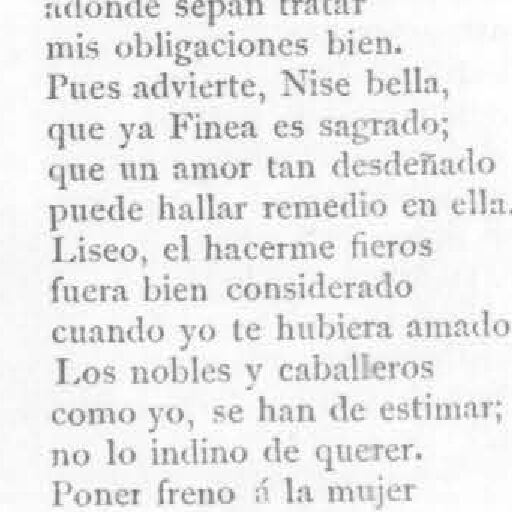 adonde sepan tratar
mis obligaciones bien.
Pues advierte, Nise bella,
que ya Finea es sagrado;
que un amor tan desdeñado
puede hallar remedio en ella.
Liseo, el hacerme fieros
fuera bien considerado
cuando yo te hubiera amado
Los nobles y caballeros
como yo, se han de estimar;
no lo indino de querer.
Poner freno á la mujer